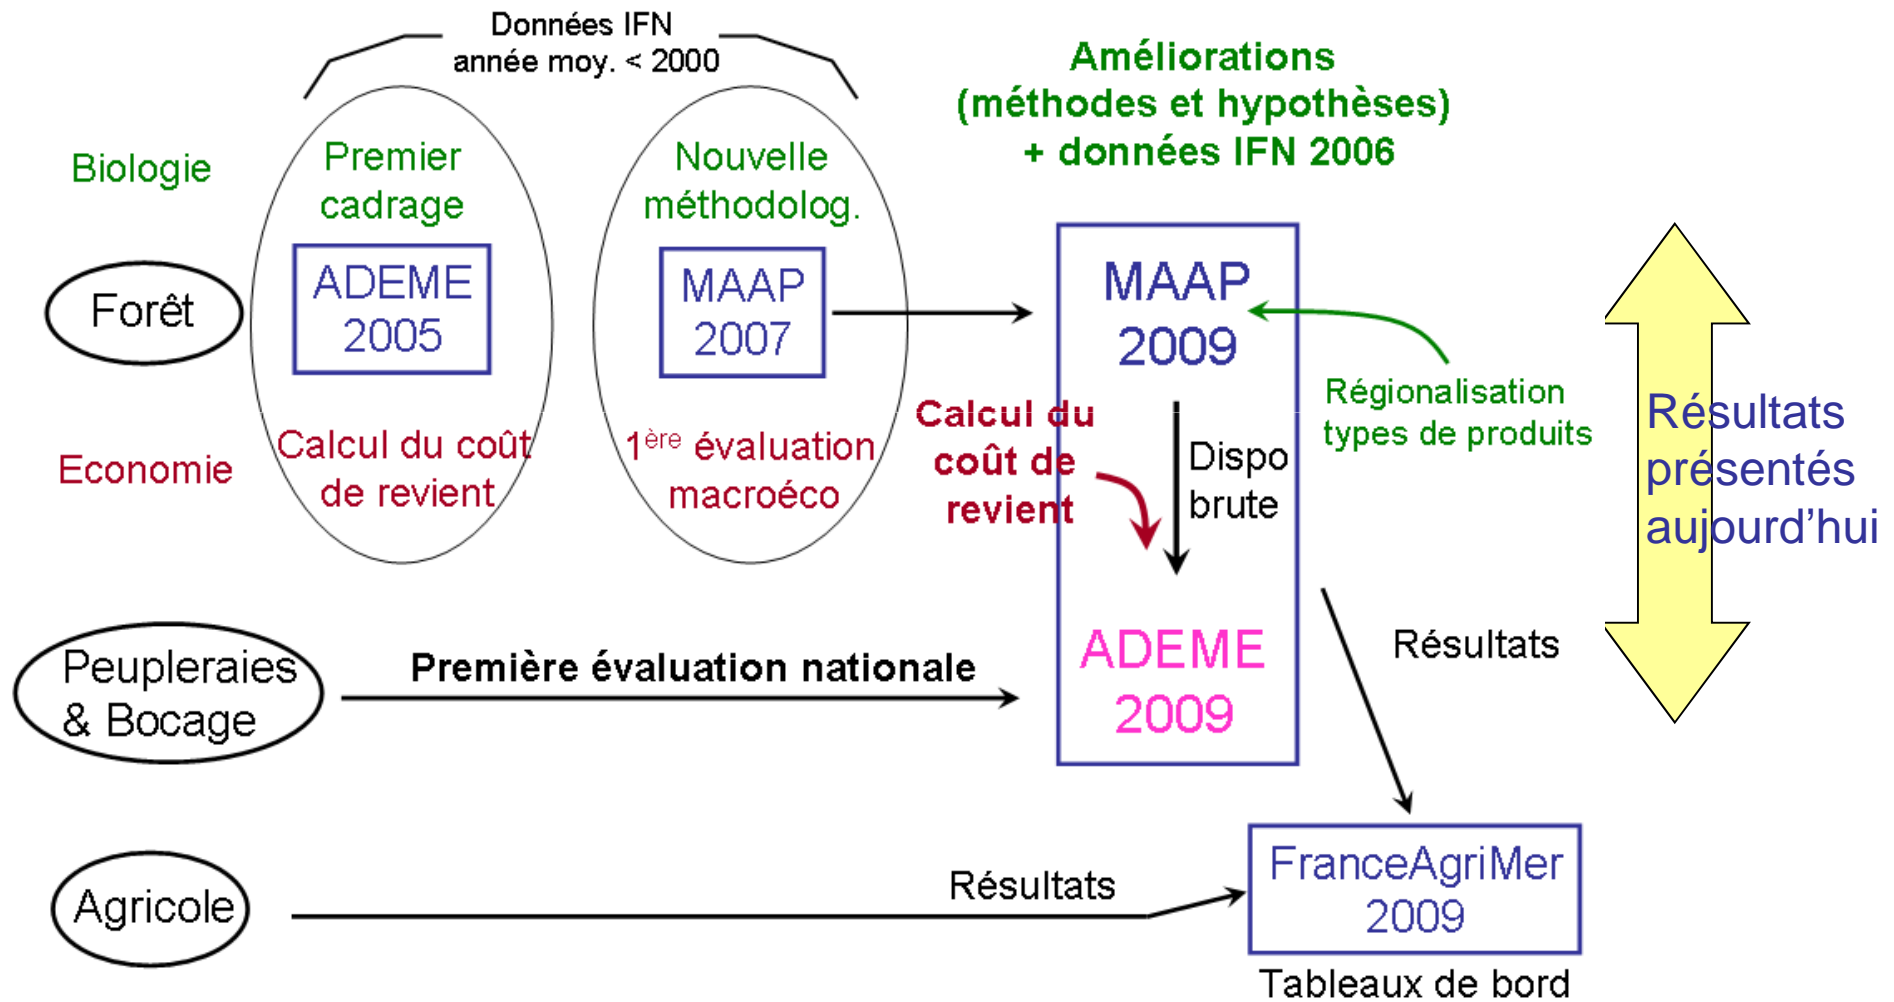 Données IFN
année moy. < 2000
Améliorations
(méthodes et hypothèses)
+ données IFN 2006
Biologie
Premier
cadrage
Nouvelle
méthodolog.
Forêt
ADEME
2005
MAAP
2007
MAAP
2009
Régionalisation
types de produits
Résultats
présentés
aujourd'hui
Economie
Calcul du coût
de revient
1ère évaluation
macroéco
Calcul du
coût de
revient
Dispo
brute
Peupleraies
& Bocage
Première évaluation nationale
ADEME
2009
Résultats
Agricole
Résultats
FranceAgriMer
2009
Tableaux de bord